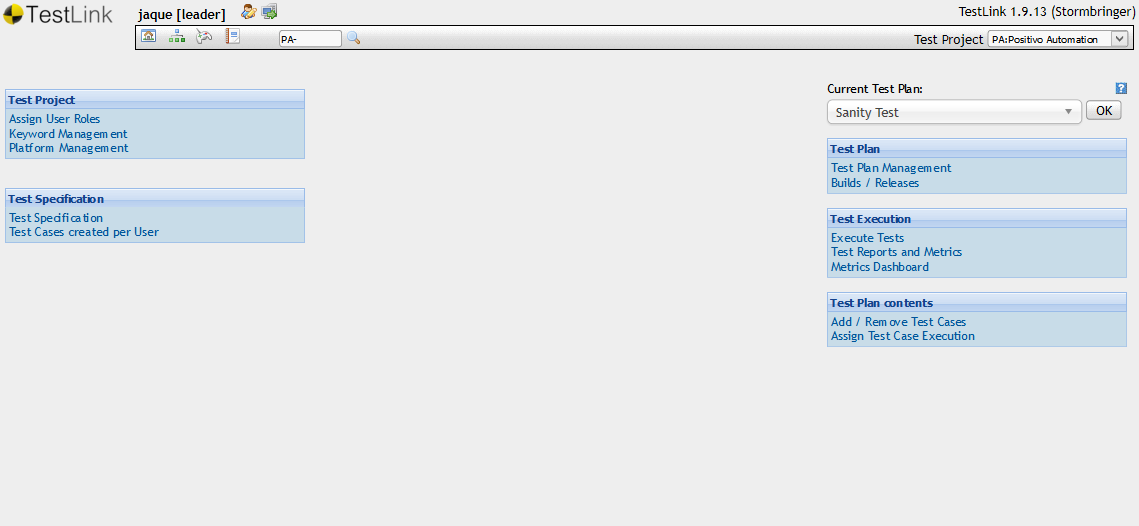 TestLink
jaque [leader]
TestLink 1.9.13 (Stormbringer)
PA-
Test Project
PA:Positivo Automation
Test Project
Assign User Roles
Keyword Management
Platform Management
Test Specification
Test Specification
Test Cases created per User
Current Test Plan:
?
Sanity Test
OK
Test Plan
Test Plan Management
Builds / Releases
Test Execution
Execute Tests
Test Reports and Metrics
Metrics Dashboard
Test Plan contents
Add / Remove Test Cases
Assign Test Case Execution